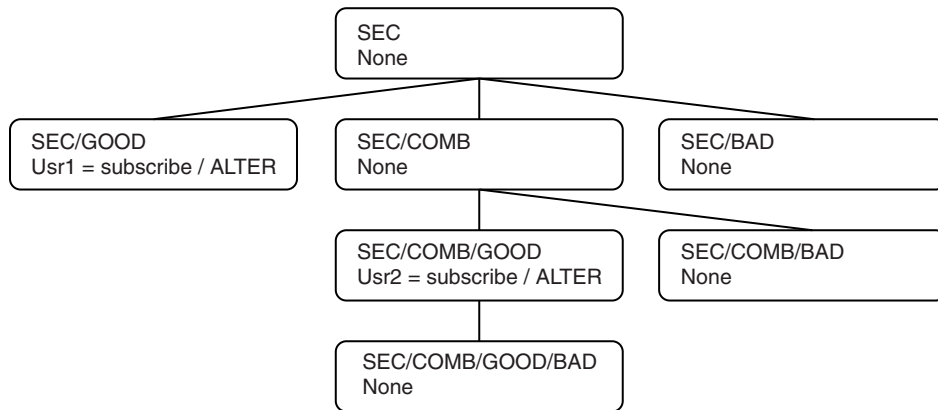 SEC
None
SEC/GOOD
Usr1 = subscribe / ALTER
SEC/COMB
None
SEC/BAD
None
SEC/COMB/GOOD
Usr2 = subscribe / ALTER
SEC/COMB/BAD
None
SEC/COMB/GOOD/BAD
None